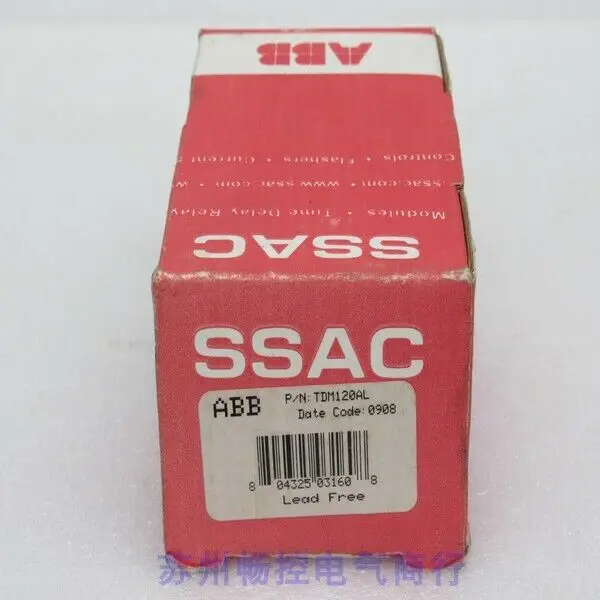 ABB
Controls • Flashers • Current
.ssac.com • www.ssac.com • w
Modules • Time Delay Relay
SSAC
SSAC
ABB
P/N:TDM120AL
Date Code:0908
8 04325 03160 8
Lead Free
苏州畅控电气商行